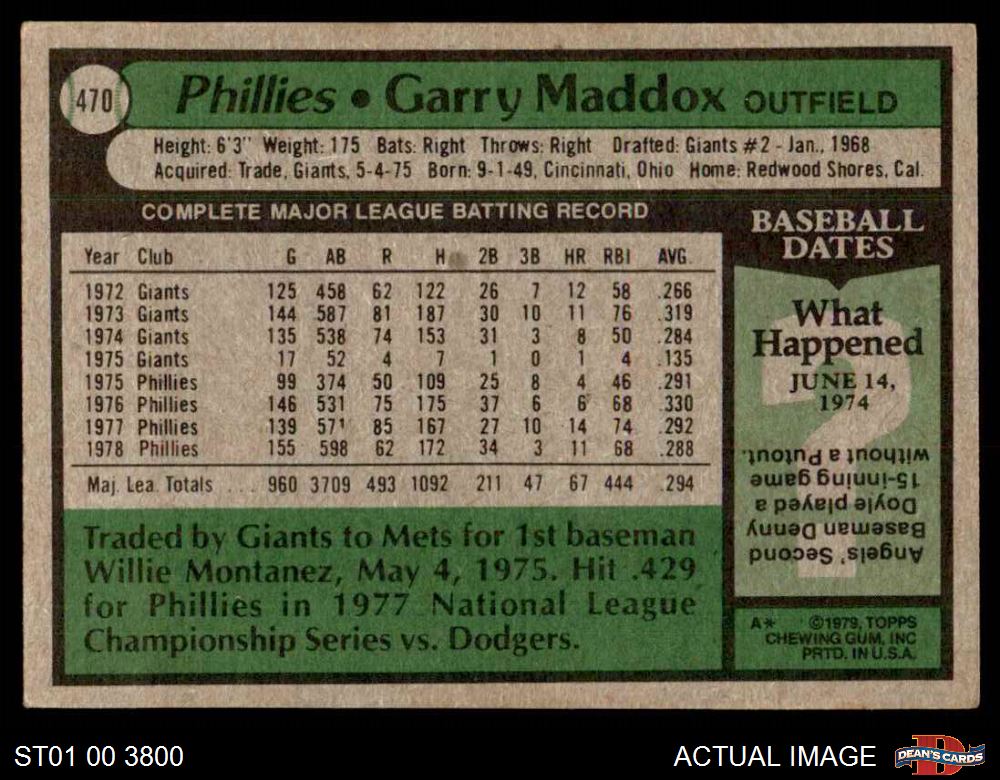 470
Phillies • Garry Maddox OUTFIELD
Height: 6'3" Weight: 175 Bats: Right Throws: Right Drafted: Giants #2 - Jan., 1968
Acquired: Trade, Giants, 5-4-75 Born: 9-1-49, Cincinnati, Ohio Home: Redwood Shores, Cal.
COMPLETE MAJOR LEAGUE BATTING RECORD
Year Club G AB R H 2B 3B HR RBI AVG.
1972 Giants 125 458 62 122 26 7 12 58 .266
1973 Giants 144 587 81 187 30 10 11 76 .319
1974 Giants 135 538 74 153 31 3 8 50 .284
1975 Giants 17 52 4 7 1 0 1 4 .135
1975 Phillies 99 374 50 109 25 8 4 46 .291
1976 Phillies 146 531 75 175 37 6 6 68 .330
1977 Phillies 139 571 85 167 27 10 14 74 .292
1978 Phillies 155 598 62 172 34 3 11 68 .288
Maj. Lea. Totals .... 960 3709 493 1092 211 47 67 444 .294
Traded by Giants to Mets for 1st baseman
Willie Montanez, May 4, 1975. Hit .429
for Phillies in 1977 National League
Championship Series vs. Dodgers.
BASEBALL
DATES
What
Happened
JUNE 14,
1974
?
Angels' Second
Baseman Denny
Doyle played a
15-inning game
without a Putout.
A* ©1979, TOPPS
CHEWING GUM, INC
PRTD. IN U.S.A.
ST01 00 3800
ACTUAL IMAGE
D
DEAN'S CARDS